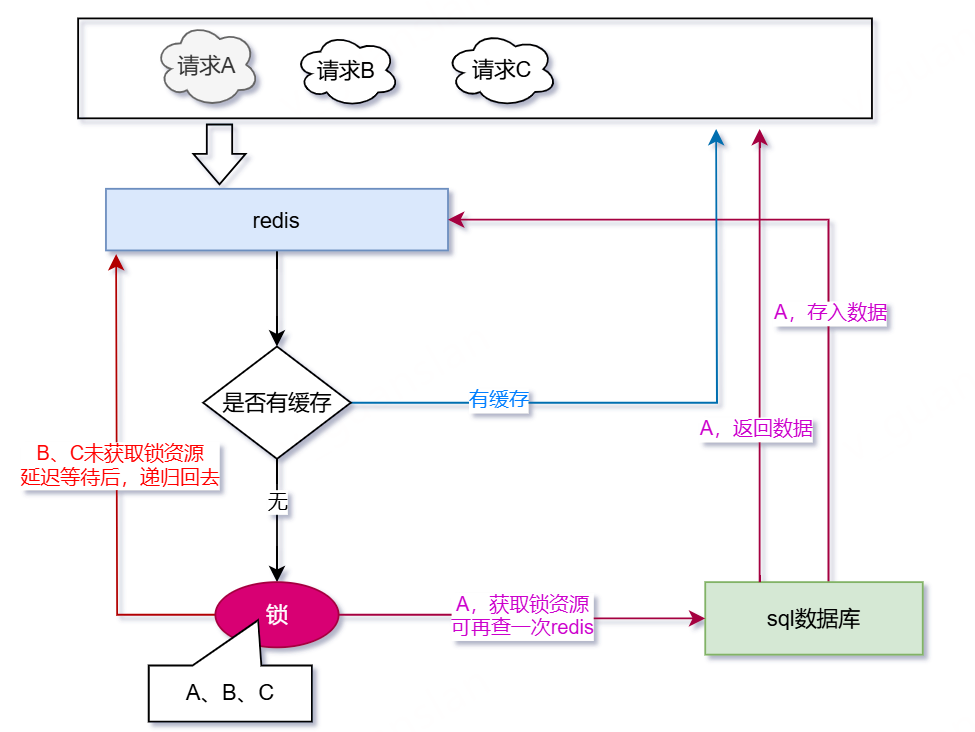 请求A
请求B
请求C
redis
A，存入数据
是否有缓存
有缓存
A，返回数据
B、C未获取锁资源
延迟等待后，递归回去
无
锁
A，获取锁资源
可再查一次redis
sql数据库
A、B、C